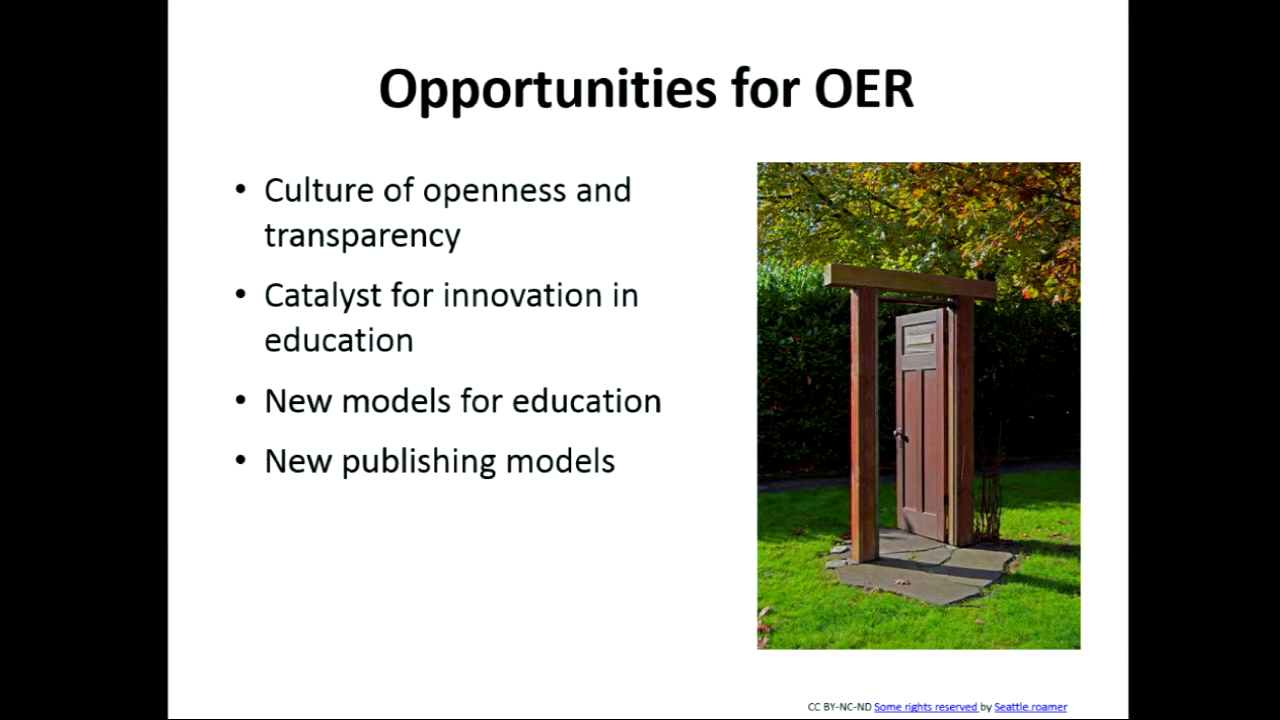 Opportunities for OER
• Culture of openness and
transparency
• Catalyst for innovation in
education
• New models for education
• New publishing models
CC BY-NC-ND Some rights reserved by Seattle.roamer